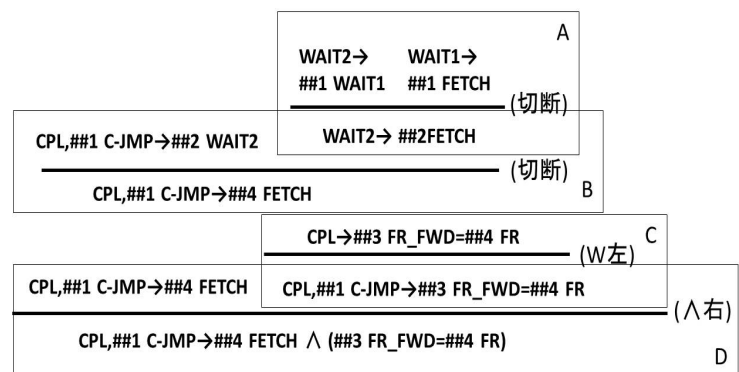 A
WAIT2→ WAIT1→
##1 WAIT1 ##1 FETCH
(切断)
CPL,##1 C-JMP→##2 WAIT2 WAIT2→ ##2FETCH
(切断)
CPL,##1 C-JMP→##4 FETCH
B
CPL→##3 FR_FWD=##4 FR
C
(W左)
CPL,##1 C-JMP→##4 FETCH CPL,##1 C-JMP→##3 FR_FWD=##4 FR
(∧右)
CPL,##1 C-JMP→##4 FETCH ∧ (##3 FR_FWD=##4 FR)
D